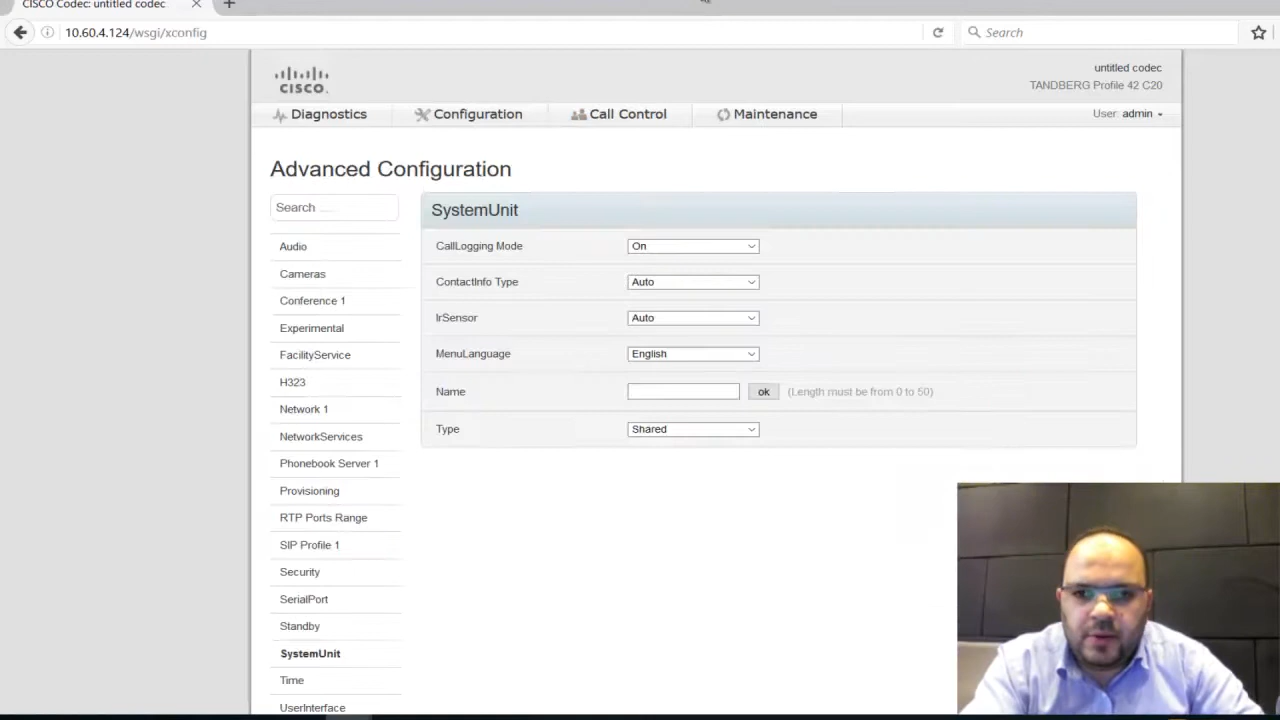 CISCO Codec: untitled codec
10.60.4.124/wsgi/xconfig
Search
CISCO.
untitled codec
TANDBERG Profile 42 C20
Diagnostics
Configuration
Call Control
Maintenance
User: admin
Advanced Configuration
Search ....
Audio
Cameras
Conference 1
Experimental
FacilityService
H323
Network 1
NetworkServices
Phonebook Server 1
Provisioning
RTP Ports Range
SIP Profile 1
Security
SerialPort
Standby
SystemUnit
Time
UserInterface
SystemUnit
CallLogging Mode On
ContactInfo Type Auto
IrSensor Auto
MenuLanguage English
Name ok (Length must be from 0 to 50)
Type Shared